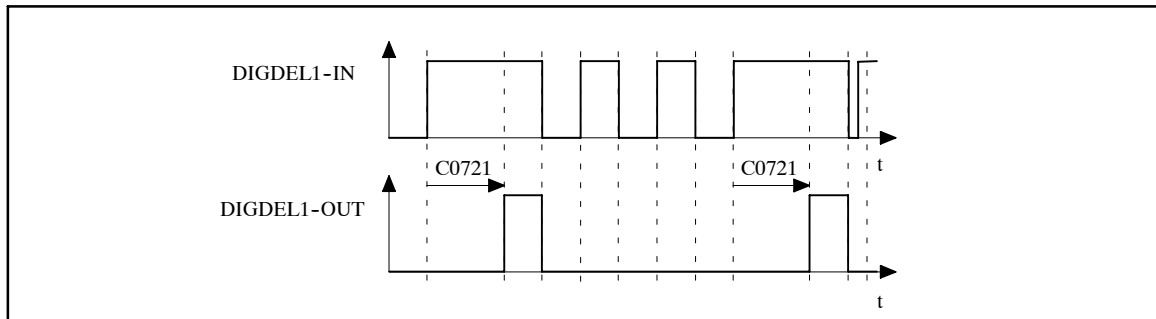 DIGDEL1-IN
t
C0721 C0721
DIGDEL1-OUT
t